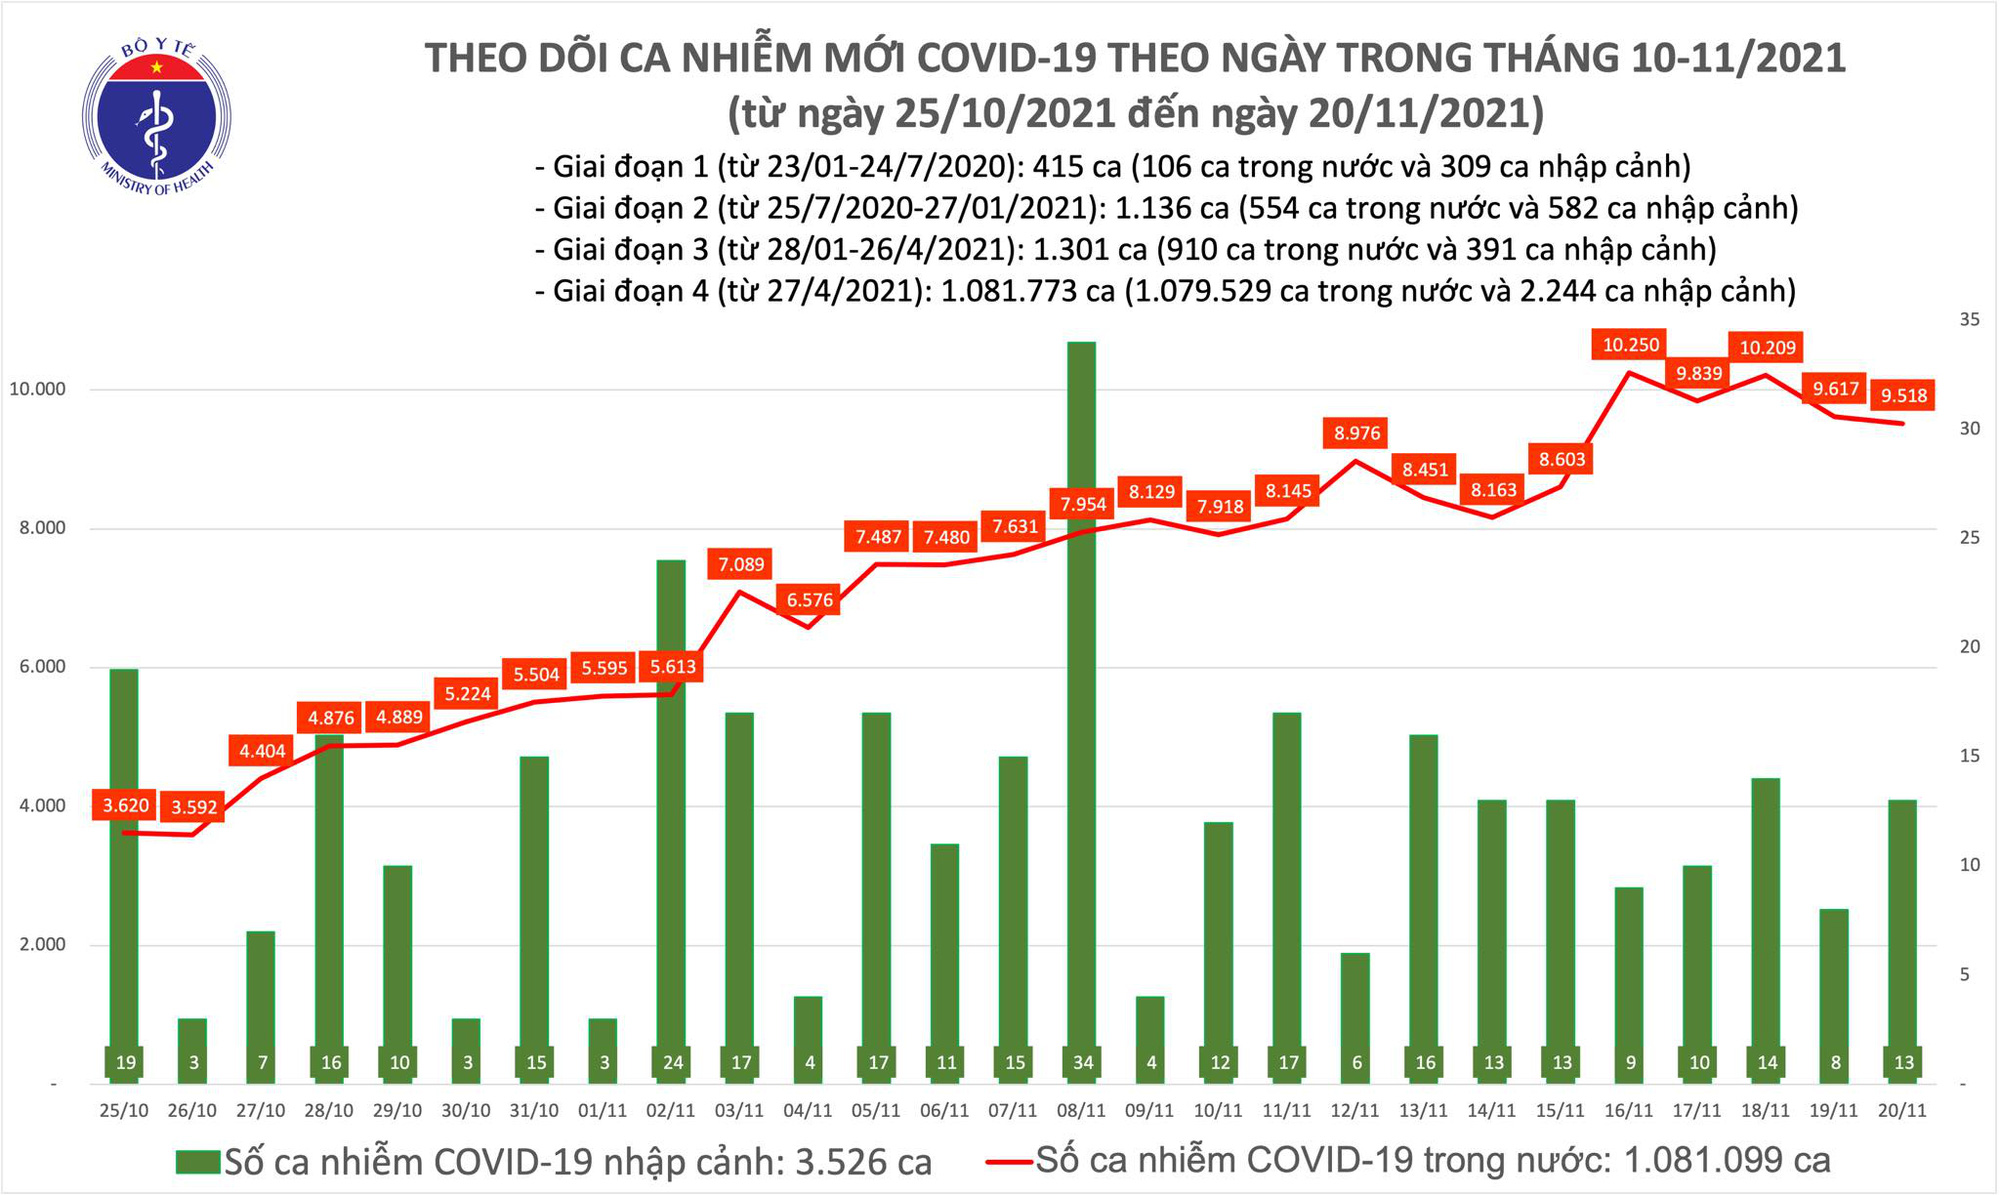 BỘ Y TẾ
MINISTRY OF HEALTH
THEO DÕI CA NHIỄM MỚI COVID-19 THEO NGÀY TRONG THÁNG 10-11/2021
(từ ngày 25/10/2021 đến ngày 20/11/2021)
- Giai đoạn 1 (từ 23/01-24/7/2020): 415 ca (106 ca trong nước và 309 ca nhập cảnh)
- Giai đoạn 2 (từ 25/7/2020-27/01/2021): 1.136 ca (554 ca trong nước và 582 ca nhập cảnh)
- Giai đoạn 3 (từ 28/01-26/4/2021): 1.301 ca (910 ca trong nước và 391 ca nhập cảnh)
- Giai đoạn 4 (từ 27/4/2021): 1.081.773 ca (1.079.529 ca trong nước và 2.244 ca nhập cảnh)
10.000
8.000
6.000
4.000
2.000
-
35
30
25
20
15
10
5
-
3.620 3.592 4.404 4.876 4.889 5.224 5.504 5.595 5.613 7.089 6.576 7.487 7.480 7.631 7.954 8.129 7.918 8.145 8.976 8.451 8.163 8.603 10.250 9.839 10.209 9.617 9.518
19 3 7 16 10 3 15 3 24 17 4 17 11 15 34 4 12 17 6 16 13 13 9 10 14 8 13
25/10 26/10 27/10 28/10 29/10 30/10 31/10 01/11 02/11 03/11 04/11 05/11 06/11 07/11 08/11 09/11 10/11 11/11 12/11 13/11 14/11 15/11 16/11 17/11 18/11 19/11 20/11
Số ca nhiễm COVID-19 nhập cảnh: 3.526 ca
Số ca nhiễm COVID-19 trong nước: 1.081.099 ca